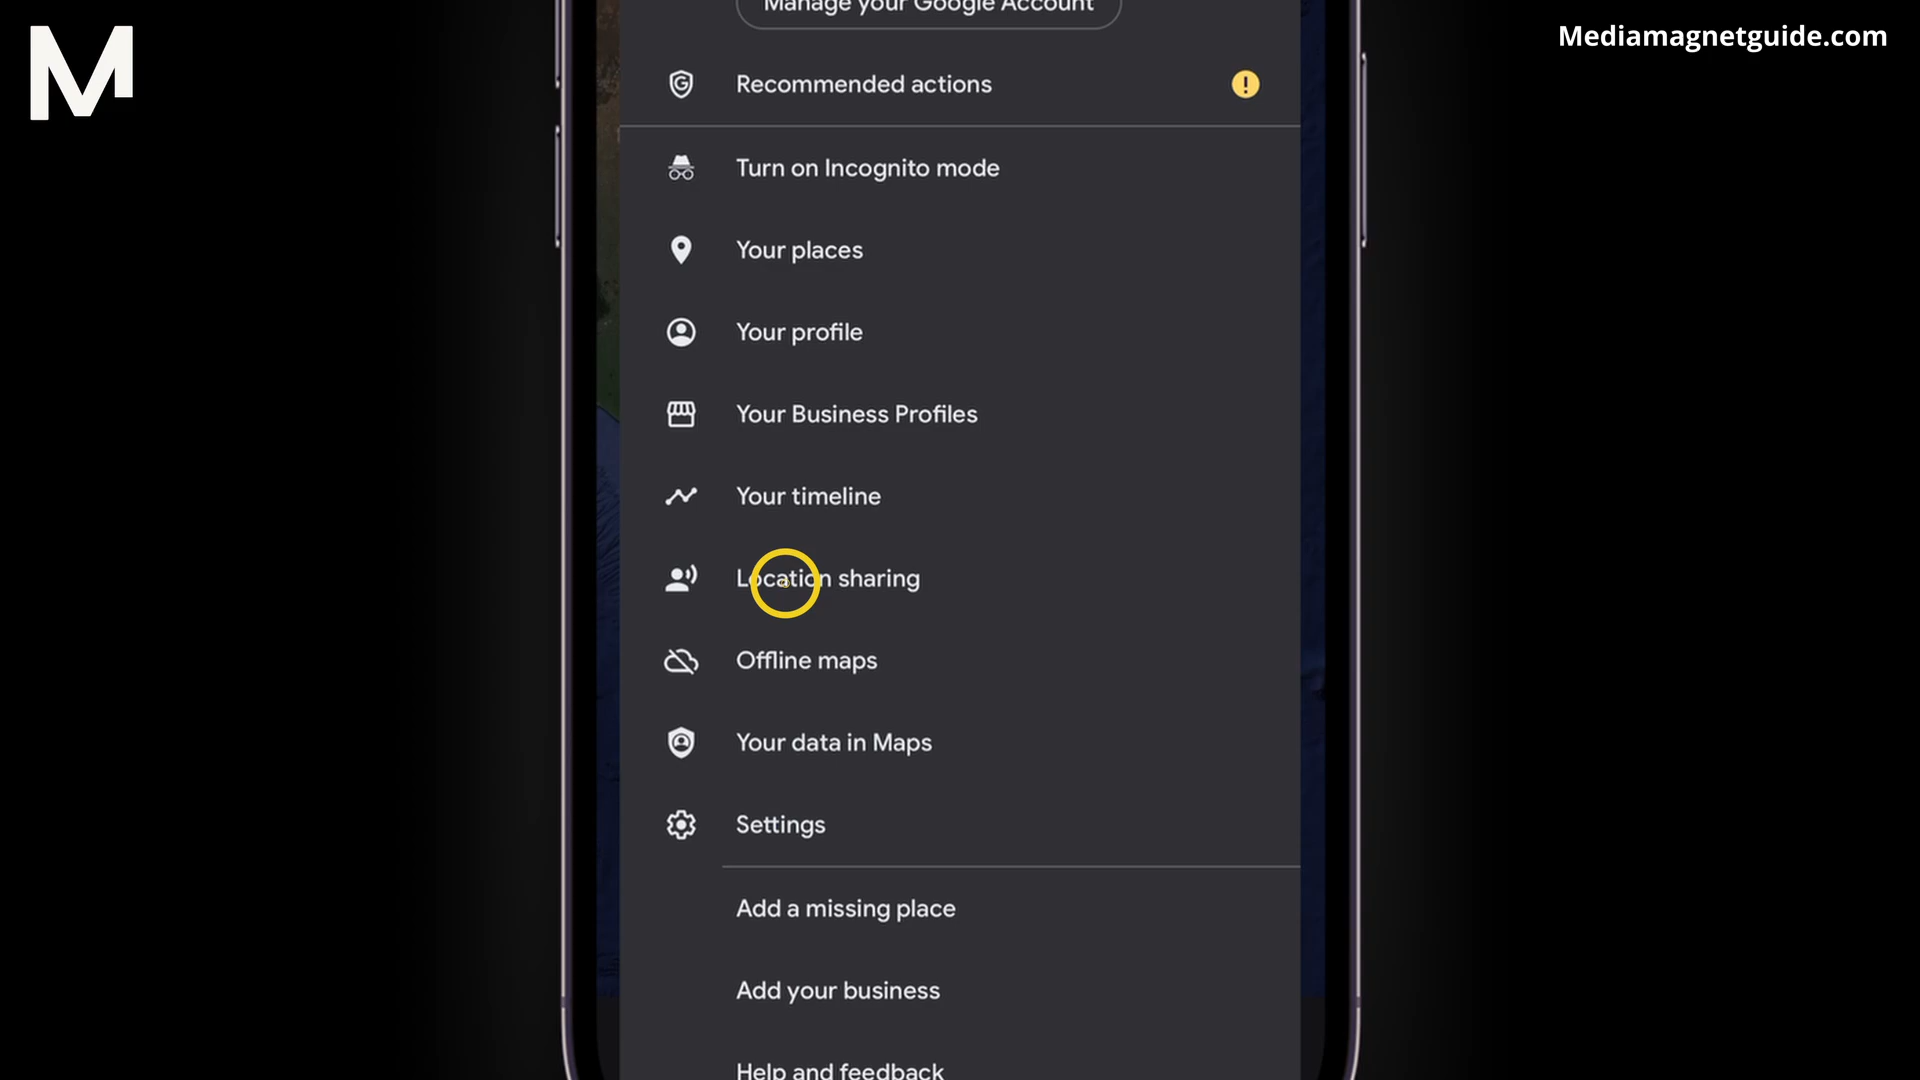 M
Mediamagnetguide.com
Manage your Google Account
Recommended actions
Turn on Incognito mode
Your places
Your profile
Your Business Profiles
Your timeline
Location sharing
Offline maps
Your data in Maps
Settings
Add a missing place
Add your business
Help and feedback